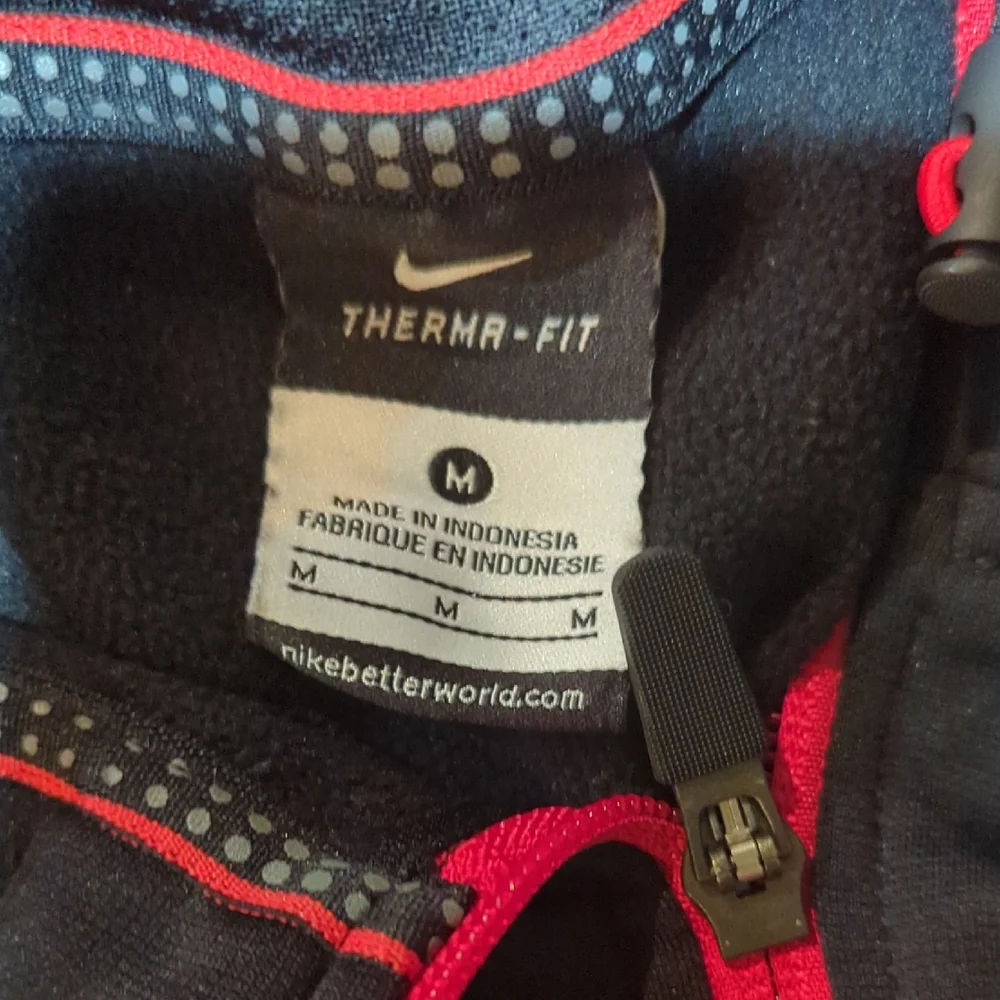 THERMA-FIT
M
MADE IN INDONESIA
FABRIQUE EN INDONESIE
M M M
nikebetterworld.com